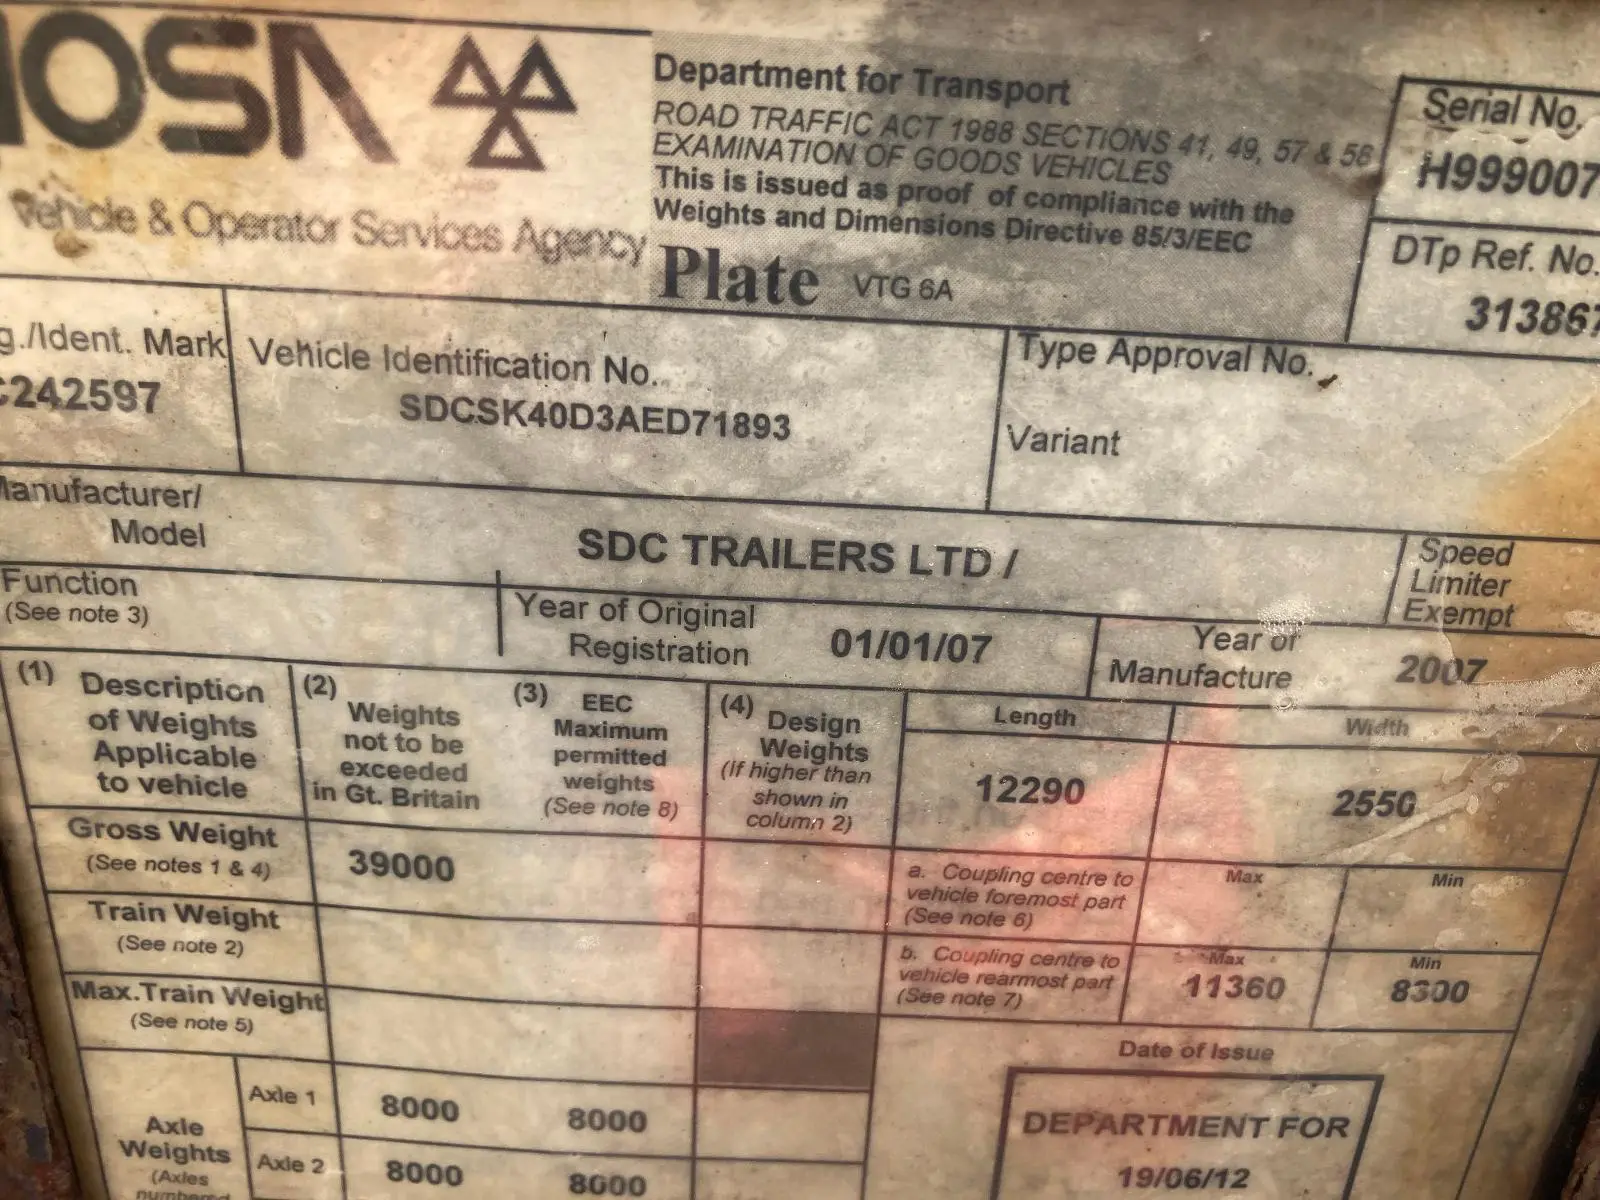 VOSA
Vehicle & Operator Services Agency
Department for Transport
ROAD TRAFFIC ACT 1988 SECTIONS 41, 49, 57 & 58
EXAMINATION OF GOODS VEHICLES
This is issued as proof of compliance with the
Weights and Dimensions Directive 85/3/EEC
Plate VTG 6A
Serial No.
H999007
DTp Ref. No.
313867
g./Ident. Mark
C242597
Vehicle Identification No.
SDCSK40D3AED71893
Type Approval No.
Variant
Manufacturer/
Model
SDC TRAILERS LTD /
Speed
Limiter
Exempt
Function
(See note 3)
Year of Original
Registration
01/01/07
Year of
Manufacture
2007
(1) Description
of Weights
Applicable
to vehicle
(2) Weights
not to be
exceeded
in Gt. Britain
(3) EEC
Maximum
permitted
weights
(See note 8)
(4) Design
Weights
(If higher than
shown in
column 2)
Length
12290
Width
2550
Gross Weight
(See notes 1 & 4)
39000
a. Coupling centre to
vehicle foremost part
(See note 6)
Max
Min
Train Weight
(See note 2)
b. Coupling centre to
vehicle rearmost part
(See note 7)
Max
11360
Min
8300
Max.Train Weight
(See note 5)
Date of Issue
DEPARTMENT FOR
19/06/12
Axle
Weights
(Axles
numbered
Axle 1
8000
8000
Axle 2
8000
8000